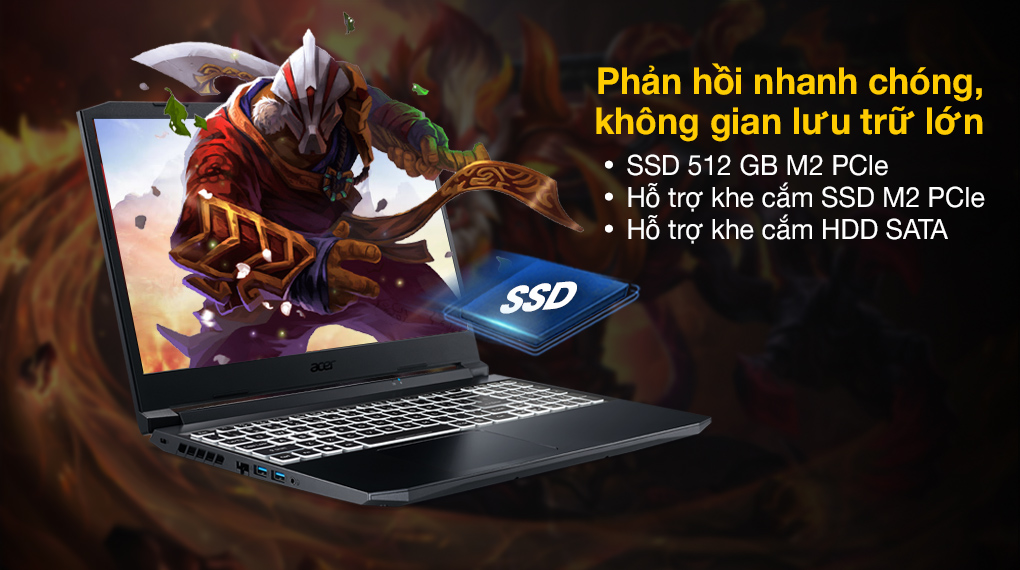 Phản hồi nhanh chóng,
không gian lưu trữ lớn
• SSD 512 GB M2 PCIe
• Hỗ trợ khe cắm SSD M2 PCIe
• Hỗ trợ khe cắm HDD SATA
SSD
acer